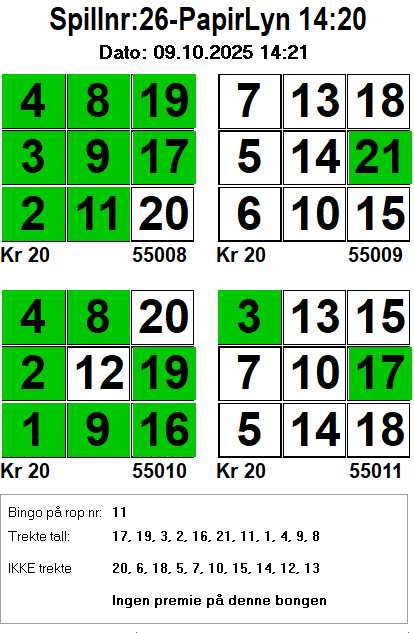 Spillnr:26-PapirLyn 14:20
Dato: 09.10.2025 14:21
4 8 19 7 13 18
3 9 17 5 14 21
2 11 20 6 10 15
Kr 20 55008 Kr 20 55009
4 8 20 3 13 15
2 12 19 7 10 17
1 9 16 5 14 18
Kr 20 55010 Kr 20 55011
Bingo på rop nr: 11
Trekte tall: 17, 19, 3, 2, 16, 21, 11, 1, 4, 9, 8
IKKE trekte 20, 6, 18, 5, 7, 10, 15, 14, 12, 13
Ingen premie på denne bongen